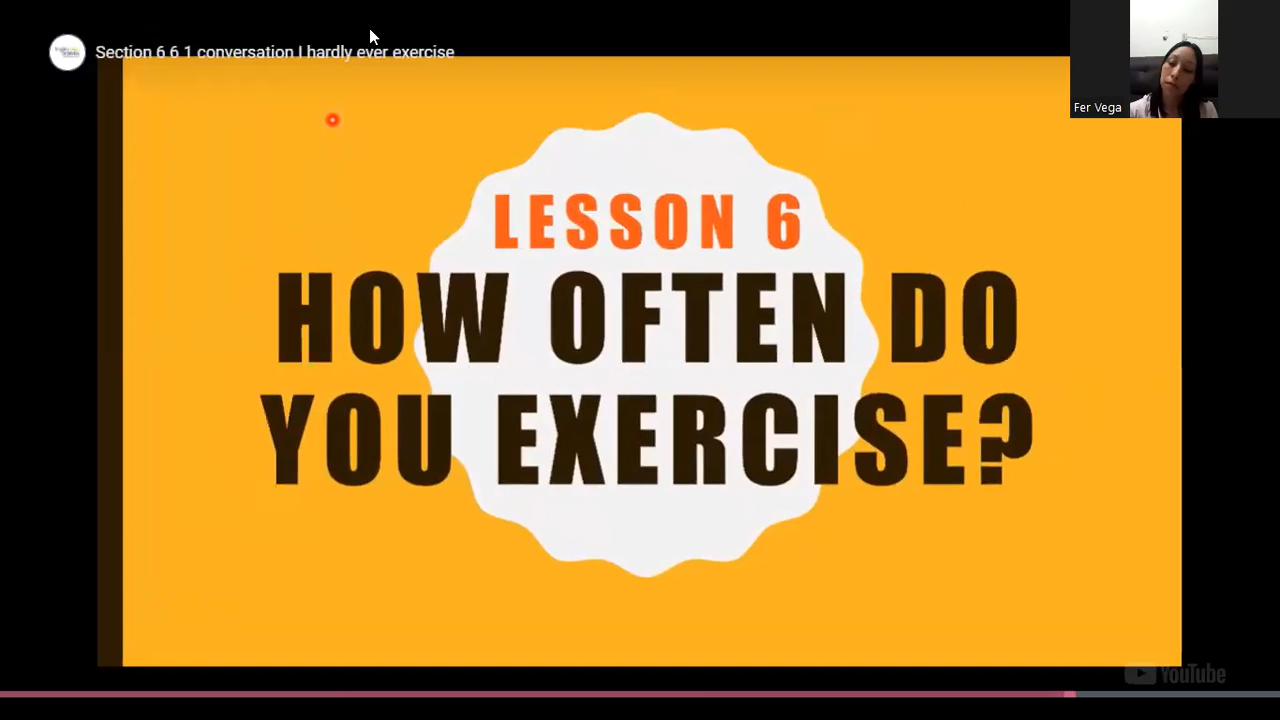 Section 6 6 1 conversation I hardly ever exercise
Fer Vega
LESSON 6
HOW OFTEN DO
YOU EXERCISE?
YouTube